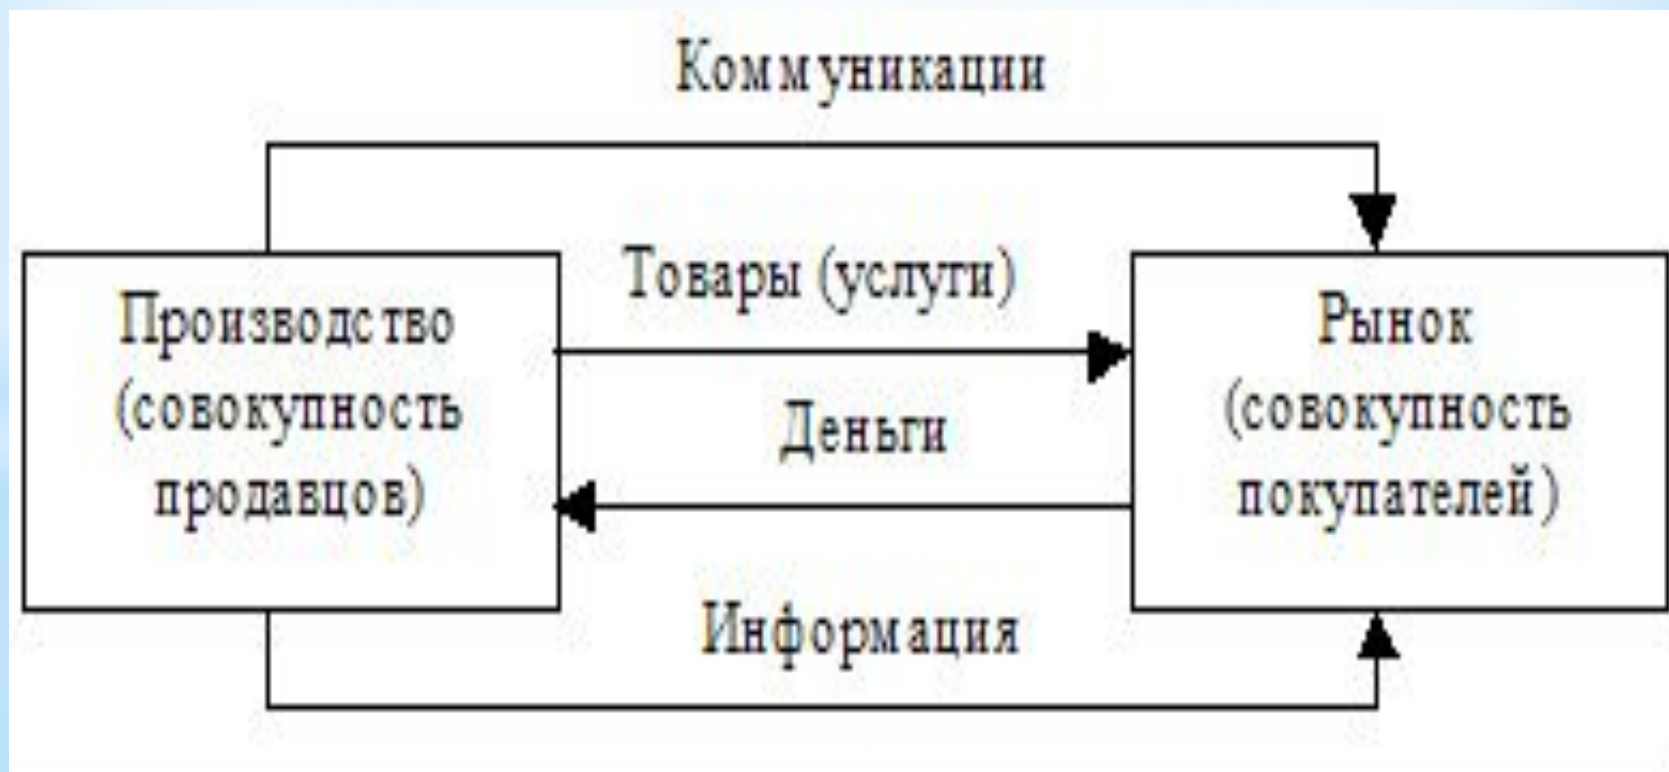 Коммуникации
Производство
(совокупность
продавцов)
Товары (услуги)
Деньги
Рынок
(совокупность
покупателей)
Информация